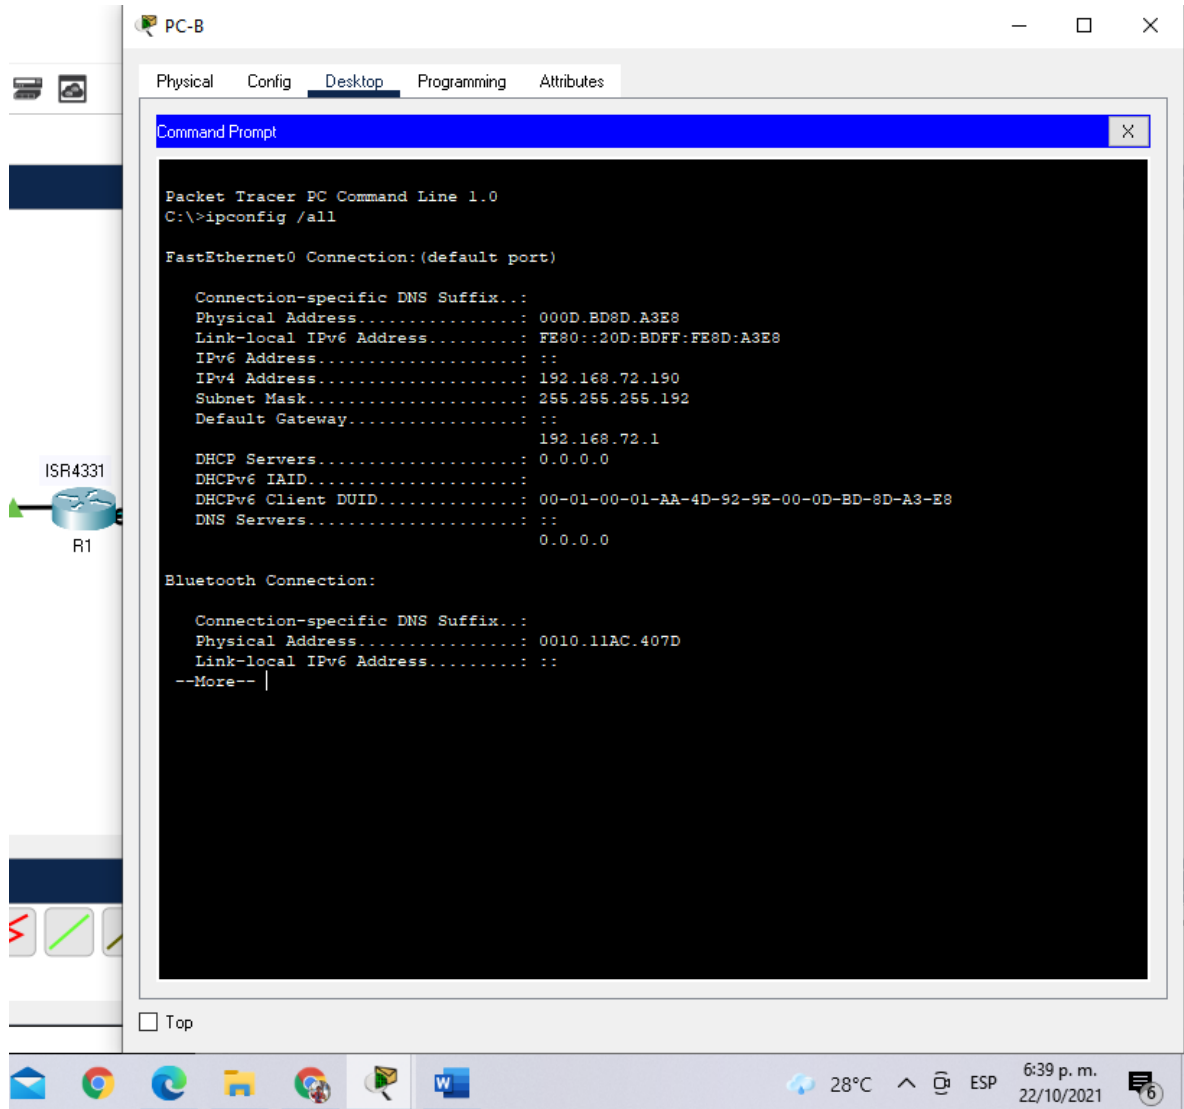 PC-B
Physical Config Desktop Programming Attributes
Command Prompt
X
Packet Tracer PC Command Line 1.0
C:\>ipconfig /all
FastEthernet0 Connection:(default port)
Connection-specific DNS Suffix..:
Physical Address................: 000D.BD8D.A3E8
Link-local IPv6 Address.........: FE80::20D:BDFF:FE8D:A3E8
IPv6 Address....................: ::
IPv4 Address....................: 192.168.72.190
Subnet Mask.....................: 255.255.255.192
Default Gateway.................: ::
192.168.72.1
DHCP Servers....................: 0.0.0.0
DHCPv6 IAID.....................:
DHCPv6 Client DUID..............: 00-01-00-01-AA-4D-92-9E-00-0D-BD-8D-A3-E8
DNS Servers.....................: ::
0.0.0.0
Bluetooth Connection:
Connection-specific DNS Suffix..:
Physical Address................: 0010.11AC.407D
Link-local IPv6 Address.........: ::
--More--
ISR4331
R1
Top
W
28°C
ESP
6:39 p. m.
22/10/2021
6